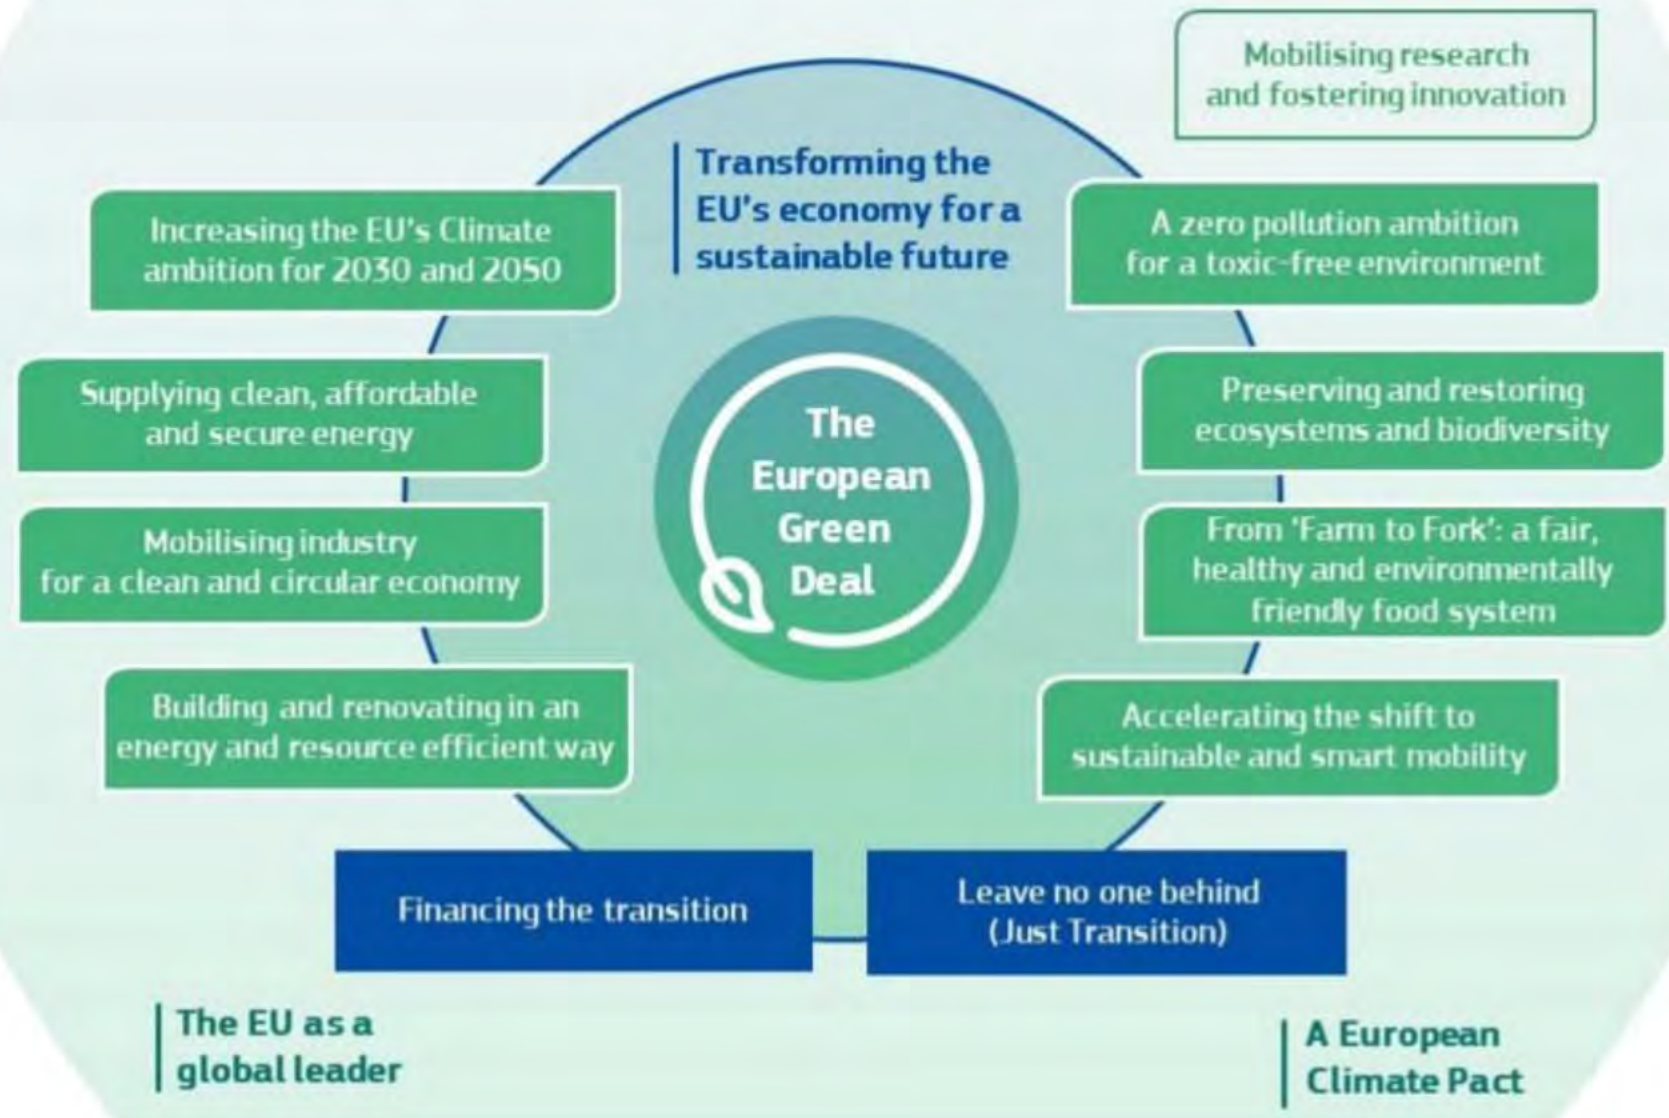 Mobilising research
and fostering innovation
Transforming the
EU's economy for a
sustainable future
Increasing the EU's Climate
ambition for 2030 and 2050
A zero pollution ambition
for a toxic-free environment
Supplying clean, affordable
and secure energy
Preserving and restoring
ecosystems and biodiversity
The
European
Green
Deal
Mobilising industry
for a clean and circular economy
From 'Farm to Fork': a fair,
healthy and environmentally
friendly food system
Building and renovating in an
energy and resource efficient way
Accelerating the shift to
sustainable and smart mobility
Financing the transition
Leave no one behind
(Just Transition)
The EU as a
global leader
A European
Climate Pact